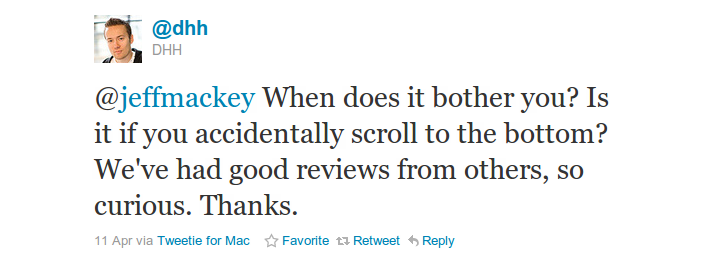 @dhh
DHH
@jeffmackey When does it bother you? Is
it if you accidentally scroll to the bottom?
We've had good reviews from others, so
curious. Thanks.
11 Apr via Tweetie for Mac Favorite Retweet Reply